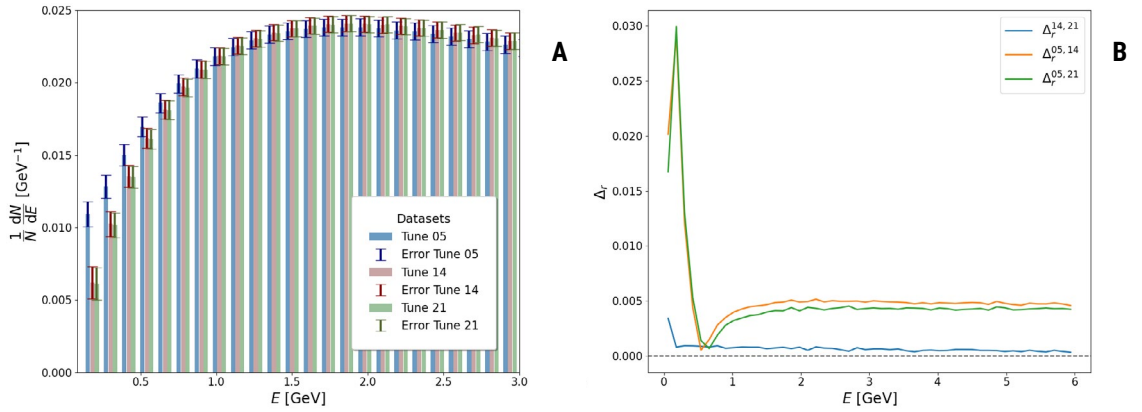 0.025
0.020
0.015
0.010
0.005
0.000
1/N dN/dE [GeV⁻¹]
Datasets
Tune 05
Error Tune 05
Tune 14
Error Tune 14
Tune 21
Error Tune 21
0.5 1.0 1.5 2.0 2.5 3.0
E [GeV]
A
0.030
0.025
0.020
0.015
0.010
0.005
0.000
Δr
Δr^14,21
Δr^05,14
Δr^05,21
0 1 2 3 4 5 6
E [GeV]
B